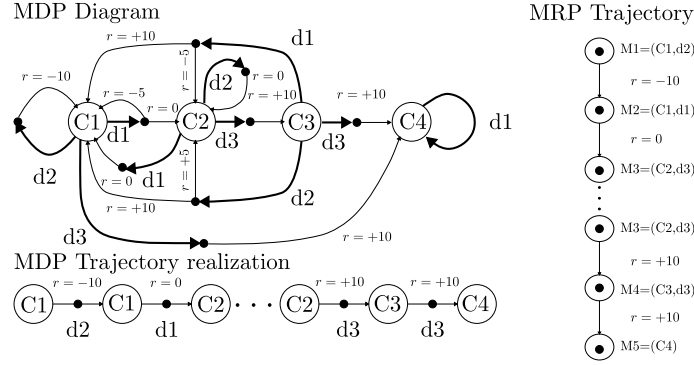 MDP Diagram
r = +10
d1
r = −5
r = −10
d2
r = 0
r = −5
r = +10
r = +10
r = 0
C1
d1
C2
d3
C3
d3
C4
d1
d2
r = 0
d1
r = +5
r = +10
d2
d3
r = +10
MDP Trajectory realization
r = −10
r = 0
r = +10
r = +10
C1
C1
C2
. . .
C2
C3
C4
d2
d1
d3
d3
MRP Trajectory
M1=(C1,d2)
r = −10
M2=(C1,d1)
r = 0
M3=(C2,d3)
M3=(C2,d3)
r = +10
M4=(C3,d3)
r = +10
M5=(C4)